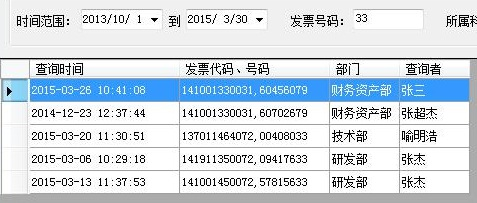 时间范围： 2013/10/ 1 到 2015/ 3/30 发票号码： 33 所属
查询时间 发票代码、号码 部门 查询者
2015-03-26 10:41:08 141001330031,60456079 财务资产部 张三
2014-12-23 12:37:44 141001330031,60702679 财务资产部 张超杰
2015-03-20 11:30:51 137011464072,00408033 技术部 喻明浩
2015-03-06 10:29:18 141911355072,09417633 研发部 张杰
2015-03-13 11:37:53 141001450072,57815633 研发部 张杰